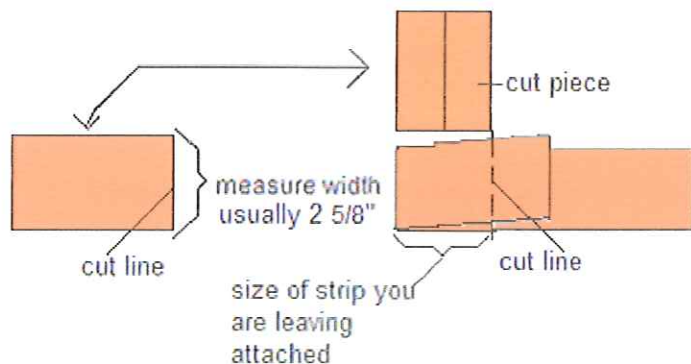 cut piece
measure width
usually 2 5/8"
cut line
cut line
size of strip you
are leaving
attached